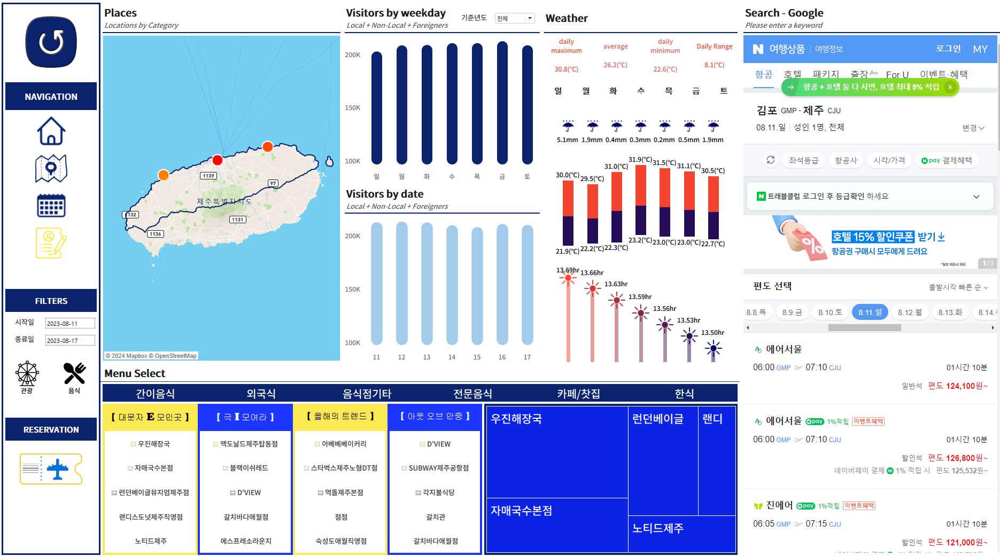 NAVIGATION
FILTERS
시작일 2023-08-11
종료일 2023-08-17
관광 음식
RESERVATION
Places
Locations by Category
1139
97
제주특별자치도
1132
1131
1136
© 2024 Mapbox © OpenStreetMap
Visitors by weekday
Local + Non-Local + Foreigners
기준년도 전체
200K
150K
100K
일 월 화 수 목 금 토
Visitors by date
Local + Non-Local + Foreigners
200K
150K
100K
11 12 13 14 15 16 17
Weather
daily maximum
30.8(℃)
average
26.2(℃)
daily minimum
22.6(℃)
Daily Range
8.1(℃)
일 월 화 수 목 금 토
5.1mm 1.9mm 0.4mm 0.3mm 0.2mm 0.5mm 1.9mm
30.0(℃) 29.5(℃) 31.0(℃) 31.9(℃) 31.5(℃) 31.1(℃) 30.5(℃)
21.9(℃) 22.2(℃) 22.3(℃) 23.2(℃) 23.0(℃) 23.0(℃) 22.7(℃)
13.69hr 13.66hr 13.63hr 13.59hr 13.56hr 13.53hr 13.50hr
Menu Select
간이음식 외국식 음식점기타 전문음식 카페/찻집 한식
【 대문자 E 모인곳 】
우진해장국
자매국수본점
런던베이글뮤지엄제주점
랜디스도넛제주직영점
노티드제주
【 극 I 모여라 】
맥도날드제주탑동점
블랙이쉬레드
D'VIEW
갈치바다애월점
에스프레소라운지
【 올해의 트렌드 】
아베베베이커리
스타벅스제주노형DT점
먹돌제주본점
점점
숙성도애월직영점
【 아웃 오브 안중 】
D'VIEW
SUBWAY제주공항점
각지불식당
갈치관
갈치바다애월점
우진해장국
자매국수본점
런던베이글
랜디
노티드제주
Search - Google
Please enter a keyword
N 여행상품 여행정보 로그인 MY
항공 호텔 패키지 출장 Beta For U 이벤트·혜택
항공 + 호텔 둘 다 사면, 호텔 최대 5% 적립
김포 GMP - 제주 CJU
08.11.일 성인 1명, 전체 변경
좌석등급 항공사 시각/가격 N pay 결제혜택
N 트래블클럽 로그인 후 등급확인 하세요
%
호텔 15% 할인쿠폰 받기
항공권 구매시 모두에게 드려요
*일부 제휴사 제외
1/3
편도 선택 출발시각 빠른 순
8.8.목 8.9.금 8.10.토 8.11.일 8.12.월 8.13.화 8.14.
에어서울
06:00 GMP 07:10 CJU 01시간 10분
일반석 편도 124,100원~
에어서울 N pay 1%적립 이벤트혜택
06:00 GMP 07:10 CJU 01시간 10분
할인석 편도 126,800원~
네이버페이 결제 N 1% 적립 시 편도 125,532원~
진에어 N pay 1%적립 이벤트혜택
06:05 GMP 07:15 CJU 01시간 10분
할인석 편도 121,000원~